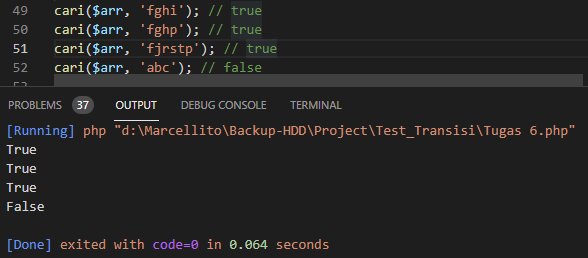 49 cari($arr, 'fghi'); // true
50 cari($arr, 'fghp'); // true
51 cari($arr, 'fjrstp'); // true
52 cari($arr, 'abc'); // false
PROBLEMS 37 OUTPUT DEBUG CONSOLE TERMINAL
[Running] php "d:\Marcellito\Backup-HDD\Project\Test_Transisi\Tugas 6.php"
True
True
True
False
[Done] exited with code=0 in 0.064 seconds